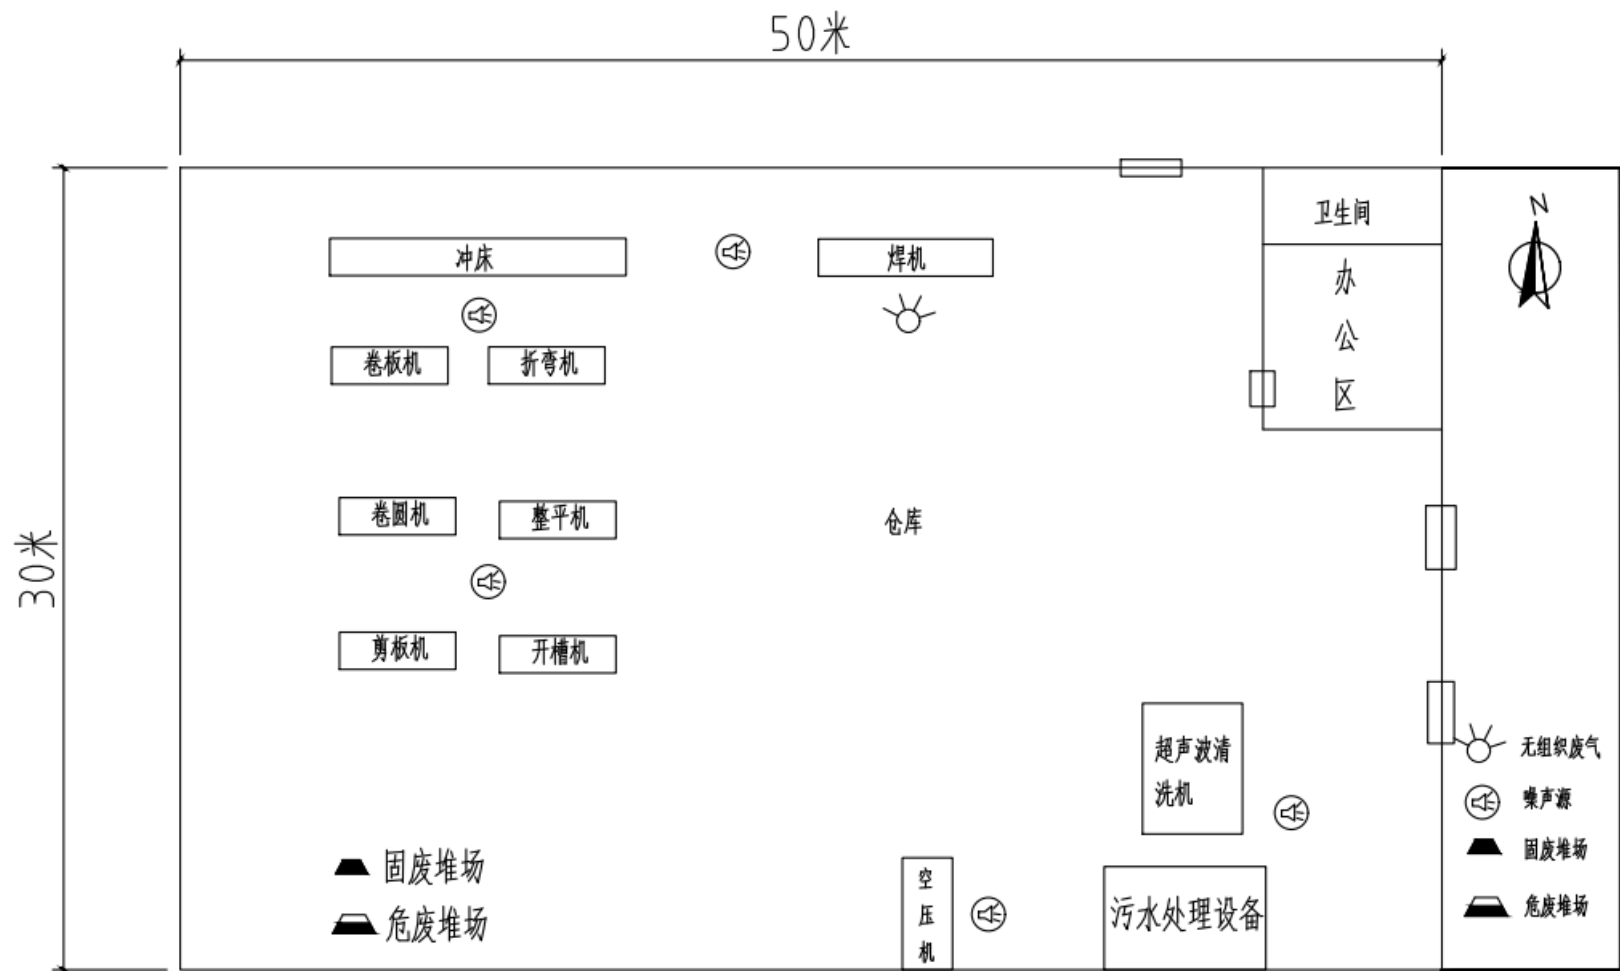 50米
30米
N
卫生间
办
公
区
冲床
焊机
卷板机
折弯机
卷圆机
整平机
仓库
剪板机
开槽机
超声波清
洗机
无组织废气
噪声源
固废堆场
危废堆场
固废堆场
危废堆场
空
压
机
污水处理设备